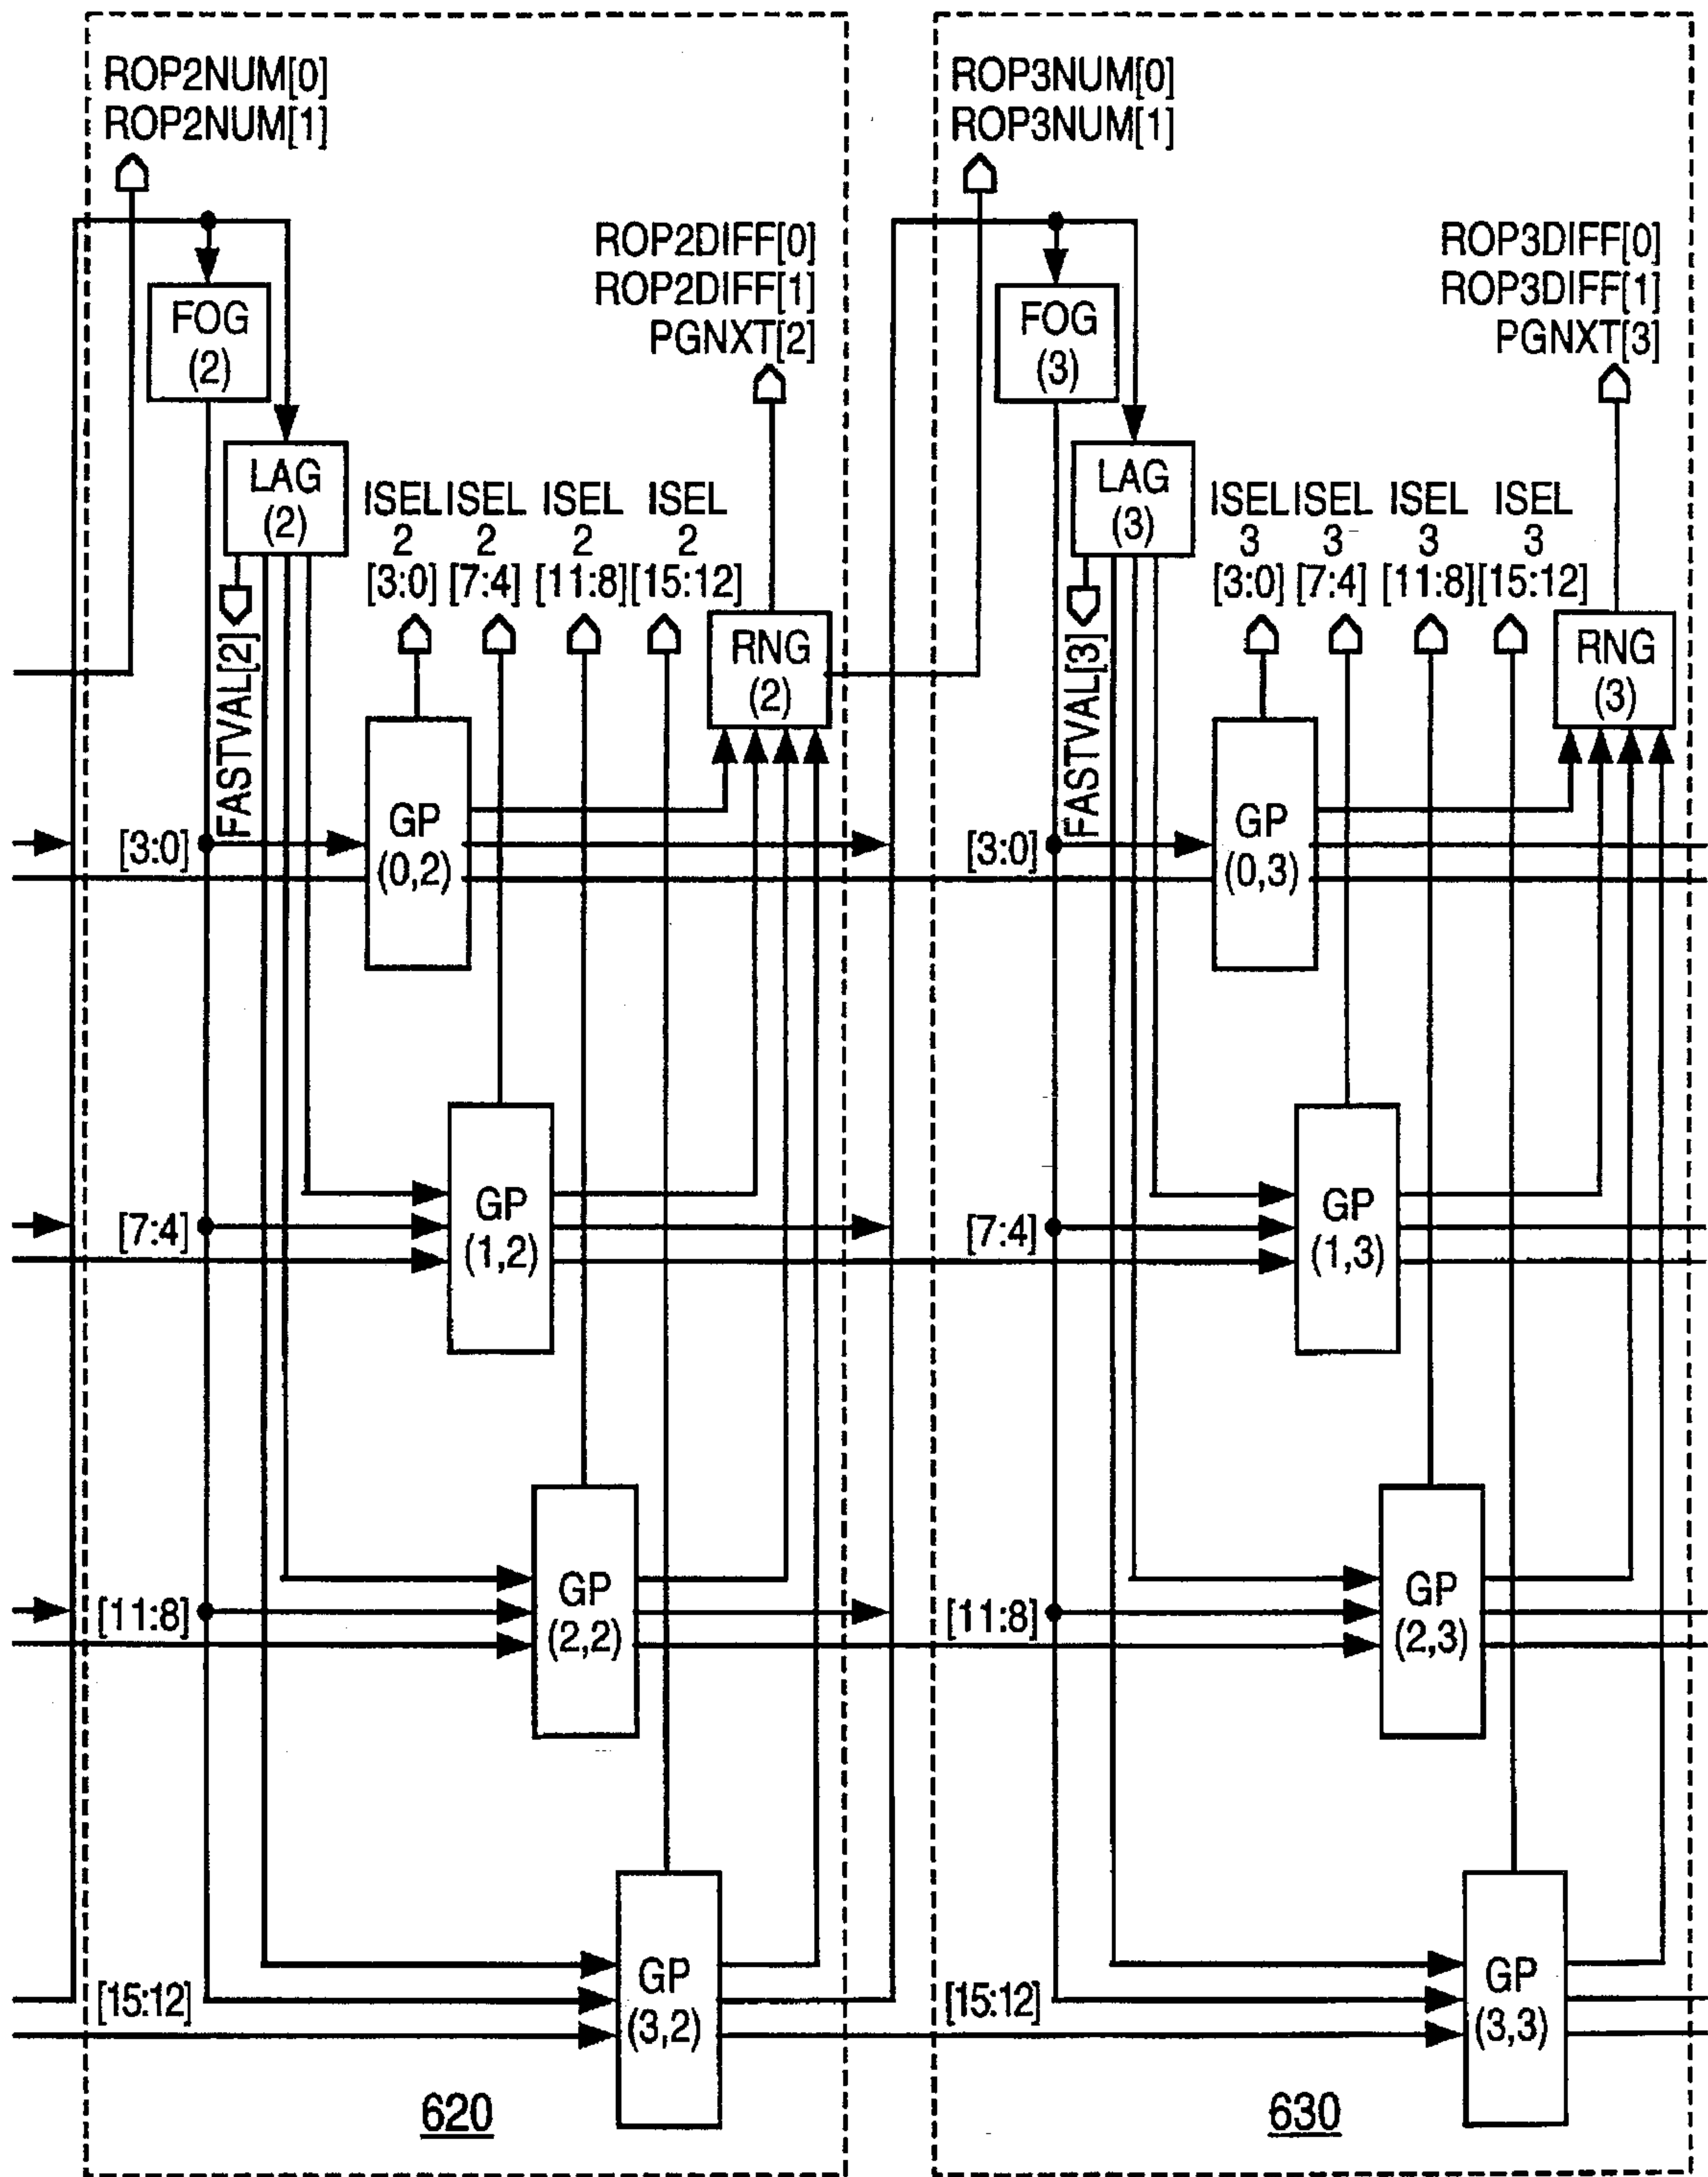 ROP2NUM[0]
ROP2NUM[1]
FOG
(2)
ROP2DIFF[0]
ROP2DIFF[1]
PGNXT[2]
LAG
(2)
ISEL
2
[3:0]
ISEL
2
[7:4]
ISEL
2
[11:8]
ISEL
2
[15:12]
FASTVAL[2]
RNG
(2)
[3:0]
GP
(0,2)
[7:4]
GP
(1,2)
[11:8]
GP
(2,2)
[15:12]
GP
(3,2)
620
ROP3NUM[0]
ROP3NUM[1]
FOG
(3)
ROP3DIFF[0]
ROP3DIFF[1]
PGNXT[3]
LAG
(3)
ISEL
3
[3:0]
ISEL
3
[7:4]
ISEL
3
[11:8]
ISEL
3
[15:12]
FASTVAL[3]
RNG
(3)
[3:0]
GP
(0,3)
[7:4]
GP
(1,3)
[11:8]
GP
(2,3)
[15:12]
GP
(3,3)
630